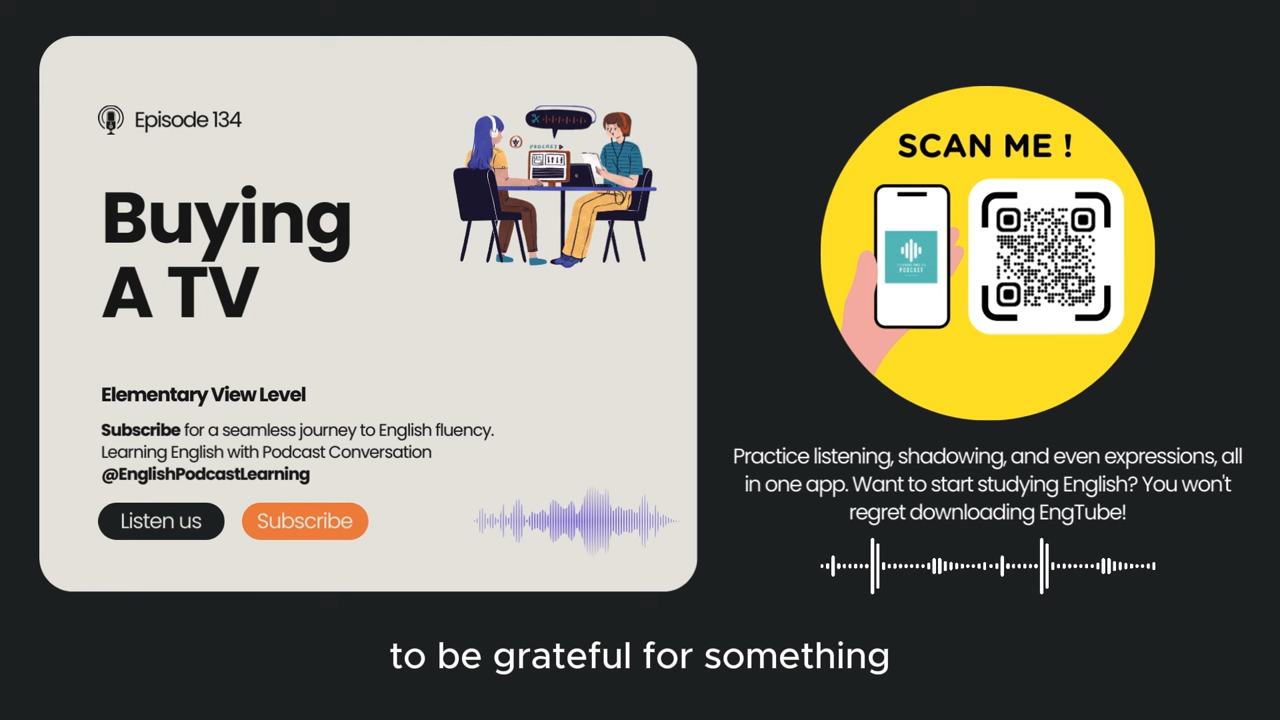 Episode 134
PODCAST
Buying
A TV
Elementary View Level
Subscribe for a seamless journey to English fluency.
Learning English with Podcast Conversation
@EnglishPodcastLearning
Listen us
Subscribe
SCAN ME !
PODCAST
Practice listening, shadowing, and even expressions, all
in one app. Want to start studying English? You won't
regret downloading EngTube!
to be grateful for something